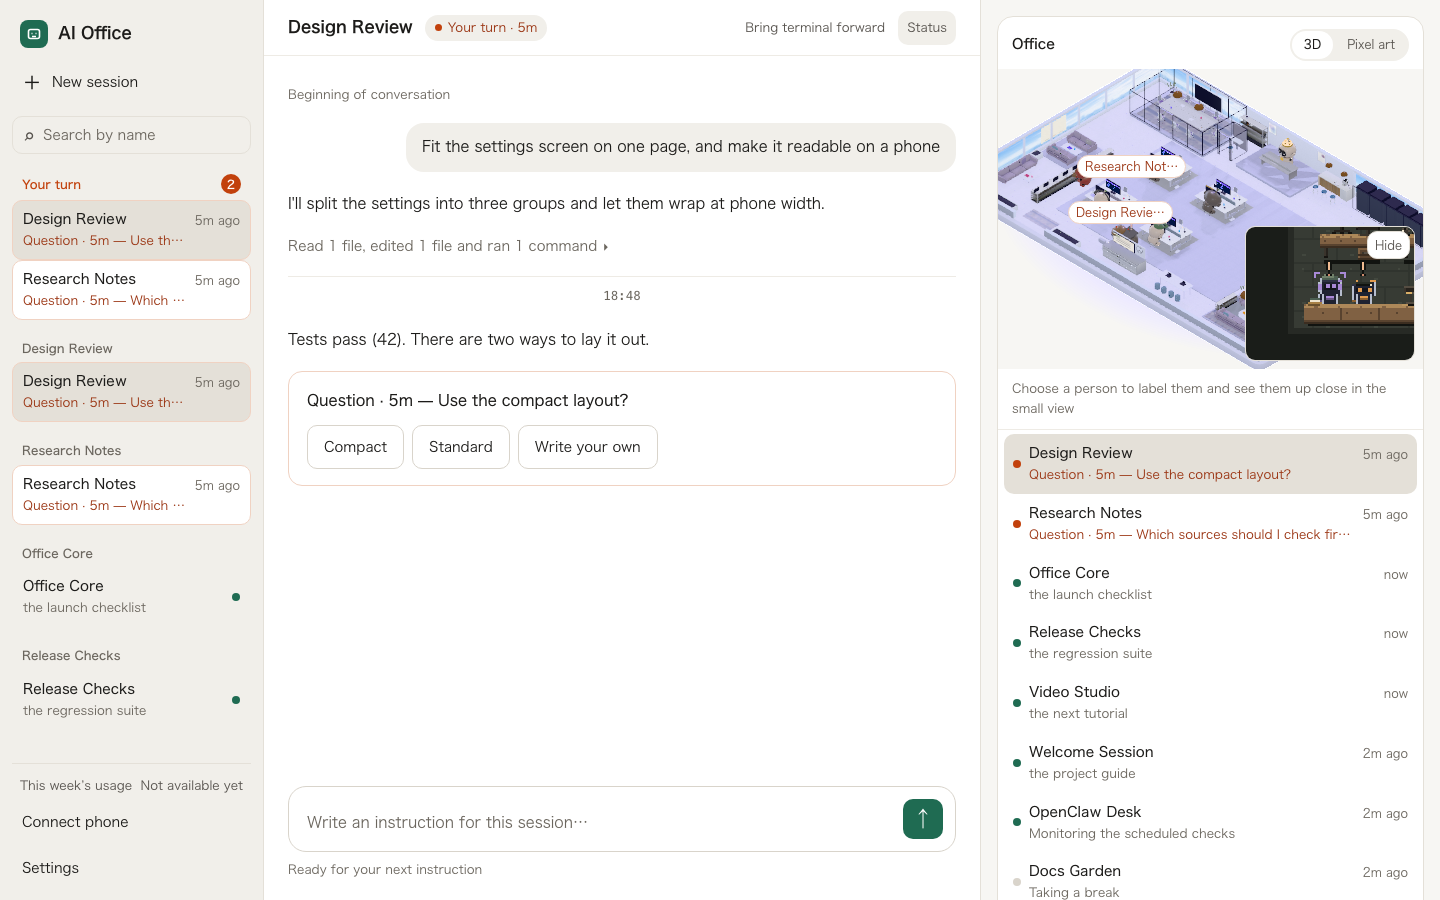 AI Office
New session
Search by name
Your turn
2
Design Review
5m ago
Question · 5m — Use th···
Research Notes
5m ago
Question · 5m — Which ···
Design Review
Design Review
5m ago
Question · 5m — Use th···
Research Notes
Research Notes
5m ago
Question · 5m — Which ···
Office Core
Office Core
the launch checklist
Release Checks
Release Checks
the regression suite
This week's usage Not available yet
Connect phone
Settings
Design Review
Your turn · 5m
Bring terminal forward
Status
Beginning of conversation
Fit the settings screen on one page, and make it readable on a phone
I'll split the settings into three groups and let them wrap at phone width.
Read 1 file, edited 1 file and ran 1 command
18:48
Tests pass (42). There are two ways to lay it out.
Question · 5m — Use the compact layout?
Compact
Standard
Write your own
Write an instruction for this session···
Ready for your next instruction
Office
3D
Pixel art
Research Not···
Design Revie···
Hide
Choose a person to label them and see them up close in the
small view
Design Review
5m ago
Question · 5m — Use the compact layout?
Research Notes
5m ago
Question · 5m — Which sources should I check fir···
Office Core
now
the launch checklist
Release Checks
now
the regression suite
Video Studio
now
the next tutorial
Welcome Session
2m ago
the project guide
OpenClaw Desk
2m ago
Monitoring the scheduled checks
Docs Garden
2m ago
Taking a break